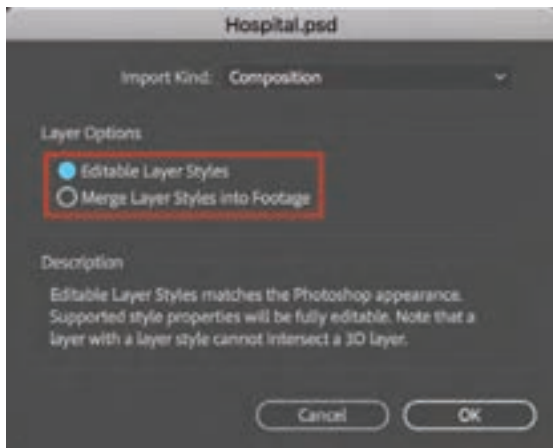 Hospital.psd
Import Kind: Composition
Layer Options
Editable Layer Styles
Merge Layer Styles into Footage
Description
Editable Layer Styles matches the Photoshop appearance.
Supported style properties will be fully editable. Note that a
layer with a layer style cannot intersect a 3D layer.
Cancel OK